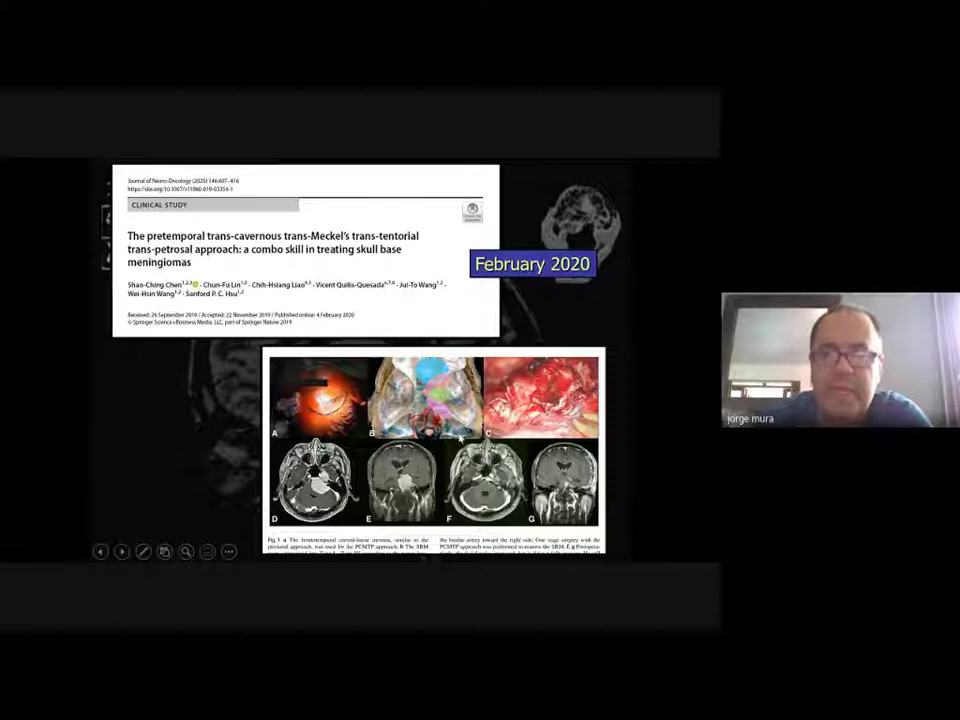 Journal of Neuro-Oncology (2020) 146:407–416
https://doi.org/10.1007/s11060-019-03354-1
CLINICAL STUDY
The pretemporal trans-cavernous trans-Meckel's trans-tentorial
trans-petrosal approach: a combo skill in treating skull base
meningiomas
February 2020
Shao-Ching Chen · Chun-Fu Lin · Chih-Hsiang Liao · Vicent Quilis-Quesada · Jui-To Wang ·
Wei-Hsin Wang · Sanford P. C. Hsu
Received: 26 September 2019 / Accepted: 22 November 2019 / Published online: 4 February 2020
© Springer Science+Business Media, LLC, part of Springer Nature 2019
A
B
C
D
E
F
G
jorge mura